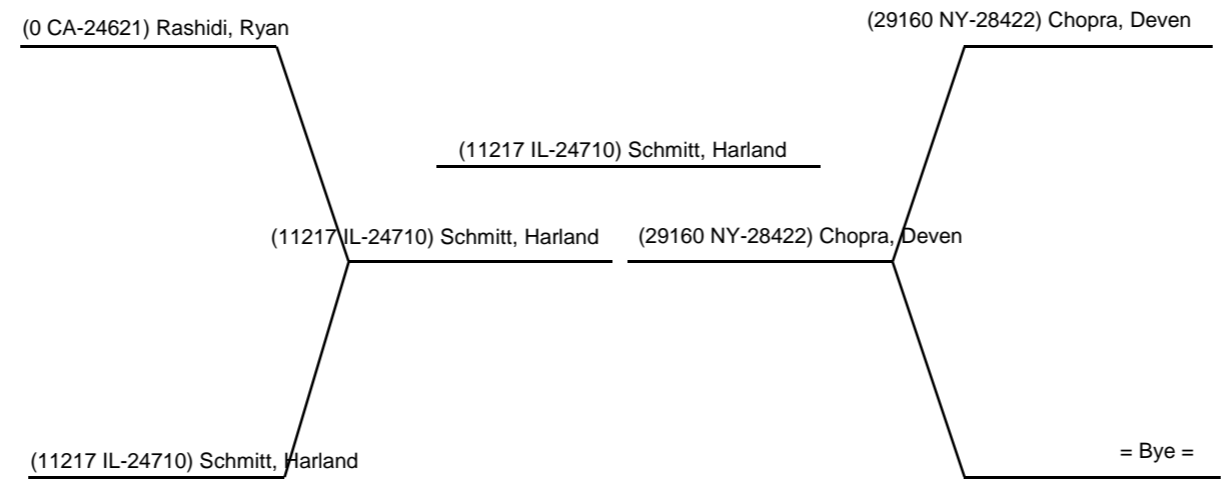 (0 CA-24621) Rashidi, Ryan
(29160 NY-28422) Chopra, Deven
(11217 IL-24710) Schmitt, Harland
(11217 IL-24710) Schmitt, Harland
(29160 NY-28422) Chopra, Deven
(11217 IL-24710) Schmitt, Harland
= Bye =